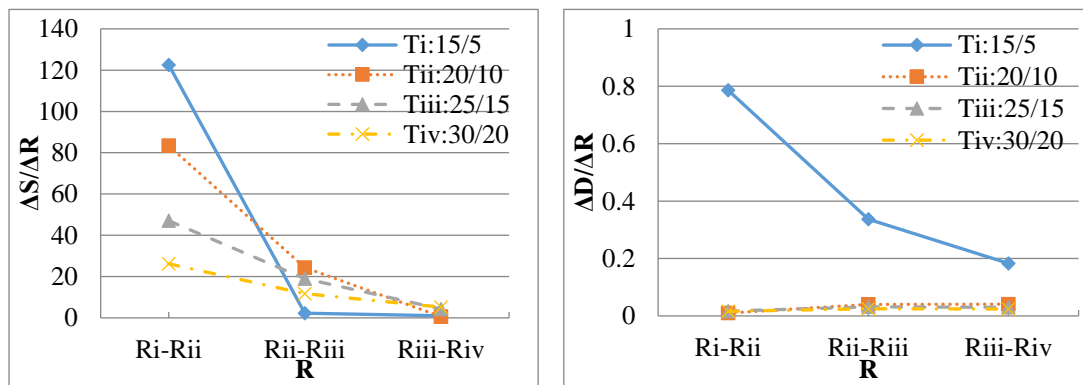 140
120
100
80
60
40
20
0
ΔS/ΔR
Ti:15/5
Tii:20/10
Tiii:25/15
Tiv:30/20
Ri-Rii
Rii-Riii
Riii-Riv
R
1
0.8
0.6
0.4
0.2
0
ΔD/ΔR
Ti:15/5
Tii:20/10
Tiii:25/15
Tiv:30/20
Ri-Rii
Rii-Riii
Riii-Riv
R